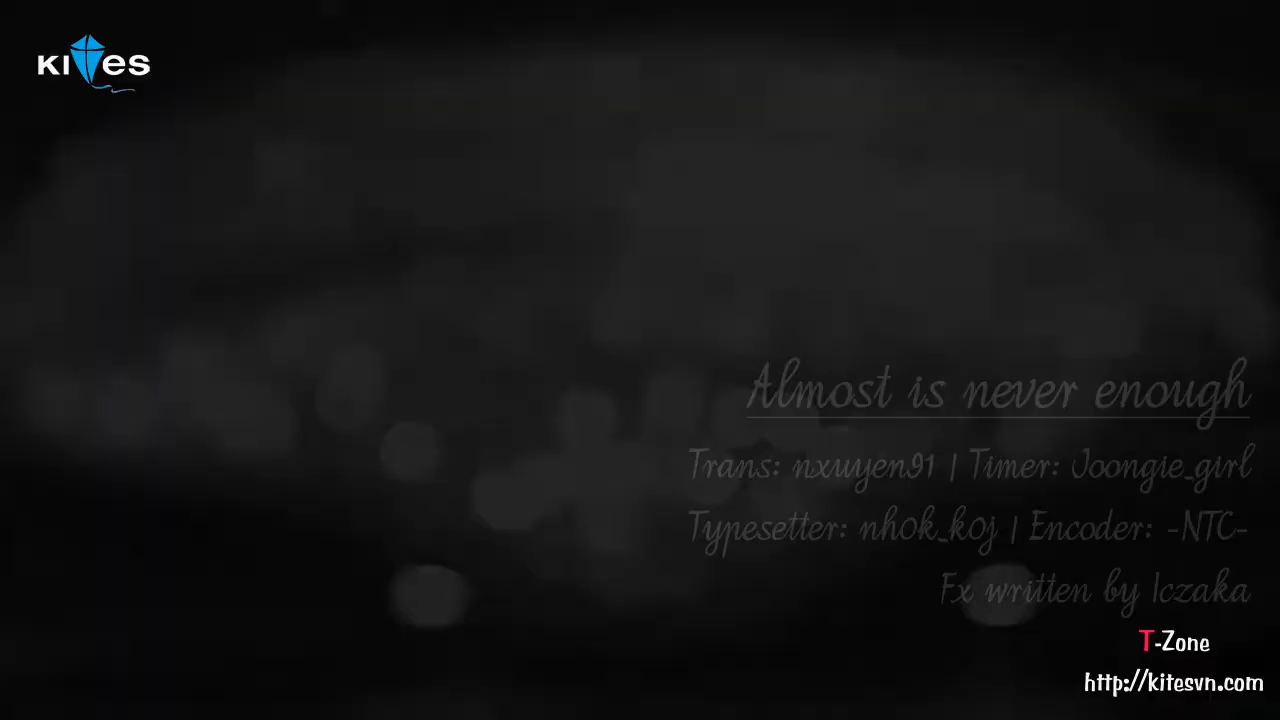 KITES
Almost is never enough
Trans: nxuyen91 | Timer: Joongie_girl
Typesetter: nhok_koj | Encoder: -NTC-
Fx written by Iczaka
T-Zone
http://kitesvn.com